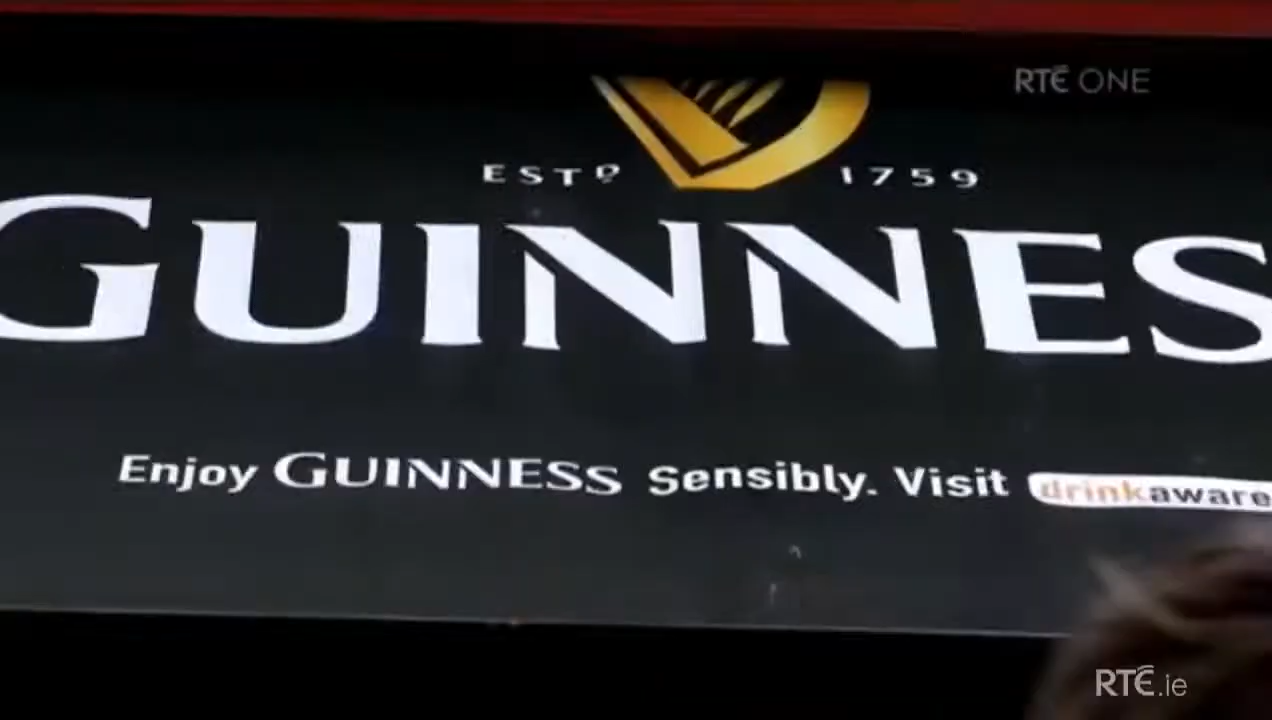 RTÉ ONE
ESTD 1759
GUINNES
Enjoy GUINNESS Sensibly. Visit drinkaware
RTÉ.ie